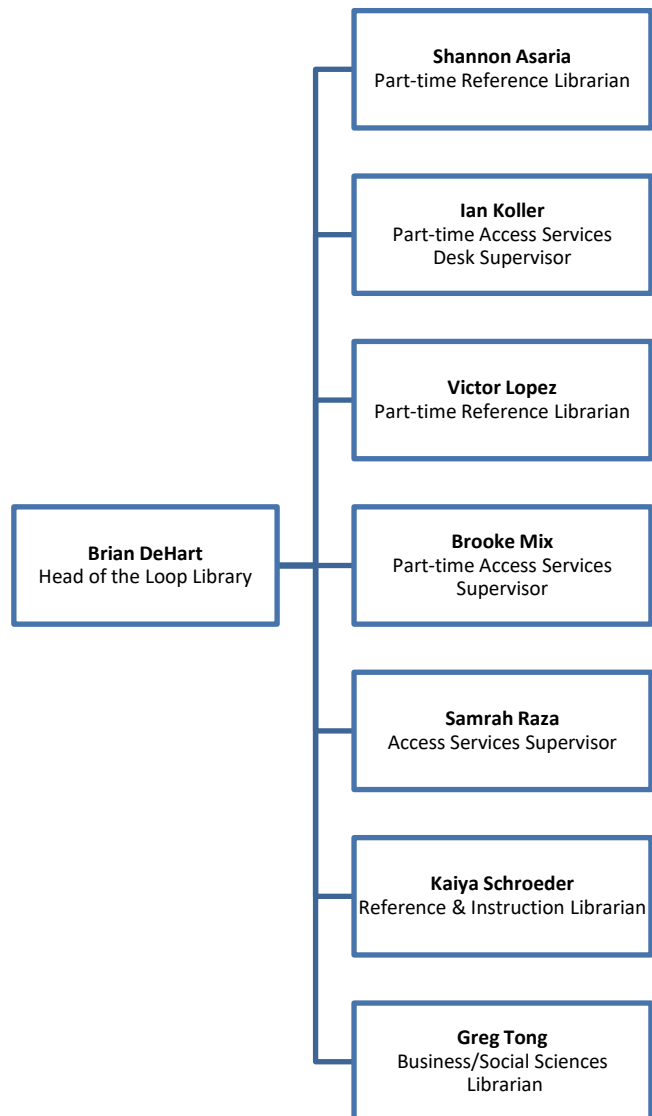 Shannon Asaria
Part-time Reference Librarian
Ian Koller
Part-time Access Services
Desk Supervisor
Victor Lopez
Part-time Reference Librarian
Brian DeHart
Head of the Loop Library
Brooke Mix
Part-time Access Services
Supervisor
Samrah Raza
Access Services Supervisor
Kaiya Schroeder
Reference & Instruction Librarian
Greg Tong
Business/Social Sciences
Librarian